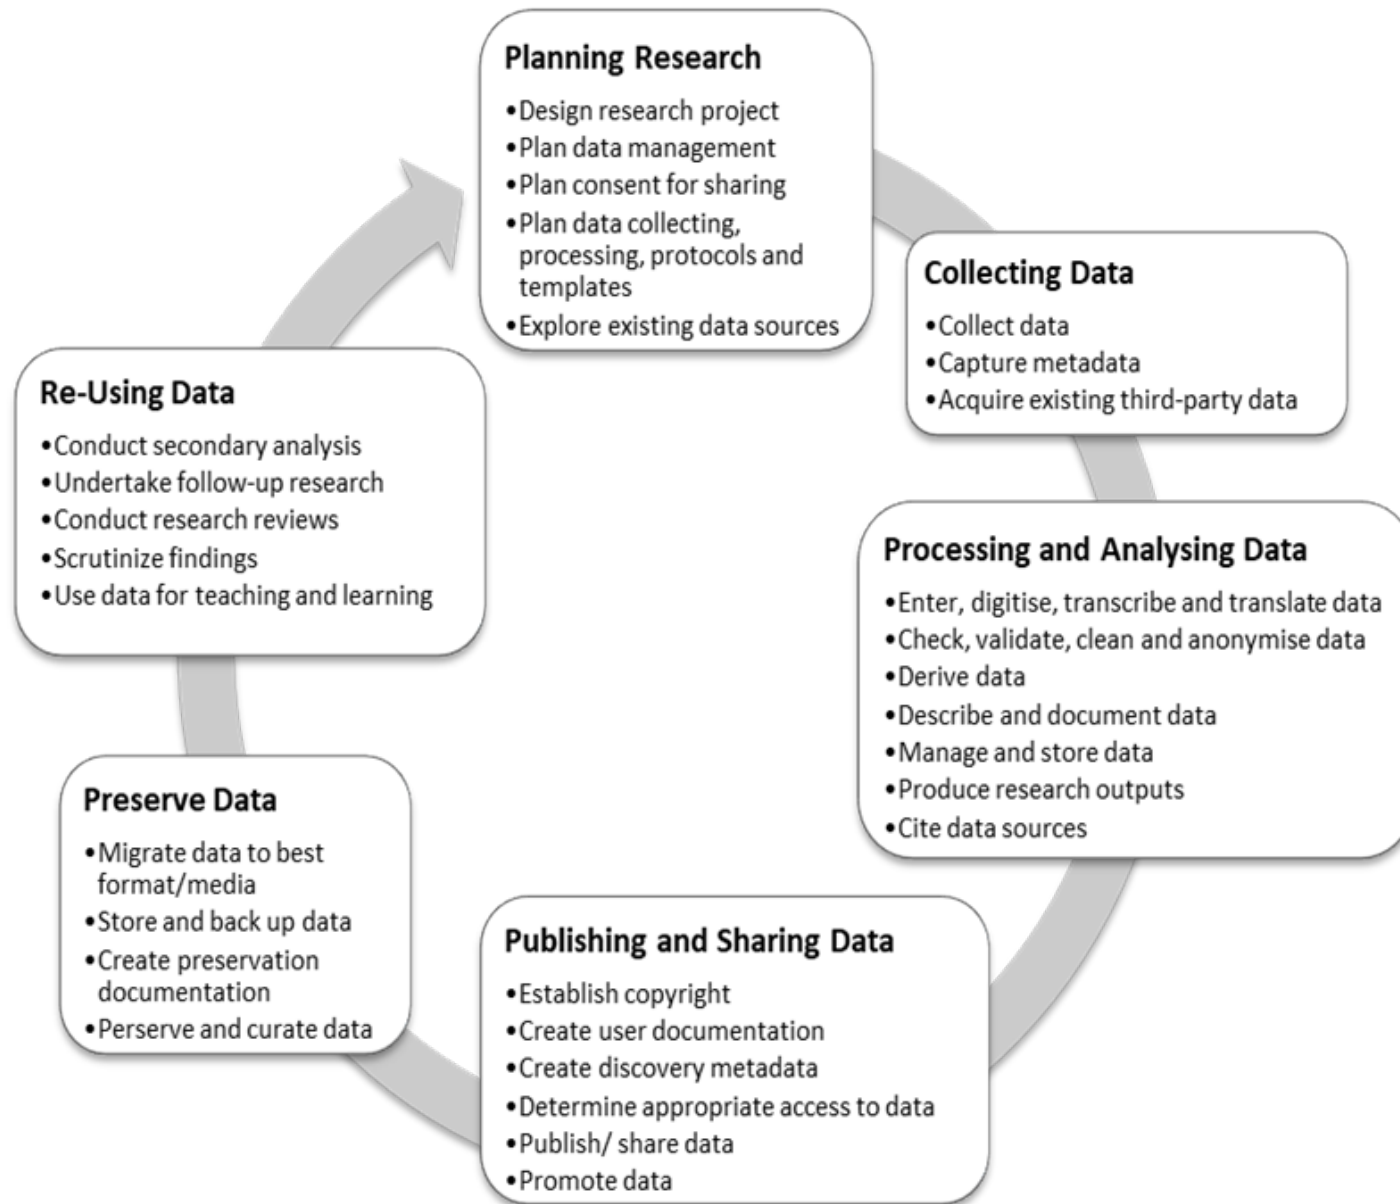 Planning Research
•Design research project
•Plan data management
•Plan consent for sharing
•Plan data collecting,
processing, protocols and
templates
•Explore existing data sources
Collecting Data
•Collect data
•Capture metadata
•Acquire existing third-party data
Processing and Analysing Data
•Enter, digitise, transcribe and translate data
•Check, validate, clean and anonymise data
•Derive data
•Describe and document data
•Manage and store data
•Produce research outputs
•Cite data sources
Publishing and Sharing Data
•Establish copyright
•Create user documentation
•Create discovery metadata
•Determine appropriate access to data
•Publish/ share data
•Promote data
Preserve Data
•Migrate data to best
format/media
•Store and back up data
•Create preservation
documentation
•Perserve and curate data
Re-Using Data
•Conduct secondary analysis
•Undertake follow-up research
•Conduct research reviews
•Scrutinize findings
•Use data for teaching and learning